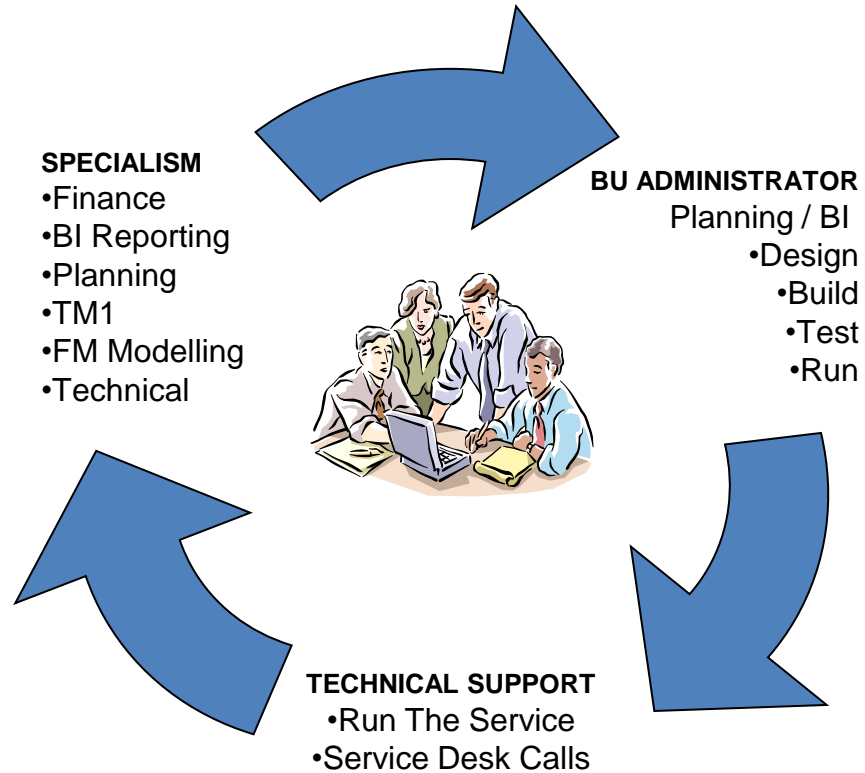 SPECIALISM
•Finance
•BI Reporting
•Planning
•TM1
•FM Modelling
•Technical
BU ADMINISTRATOR
Planning / BI
•Design
•Build
•Test
•Run
TECHNICAL SUPPORT
•Run The Service
•Service Desk Calls